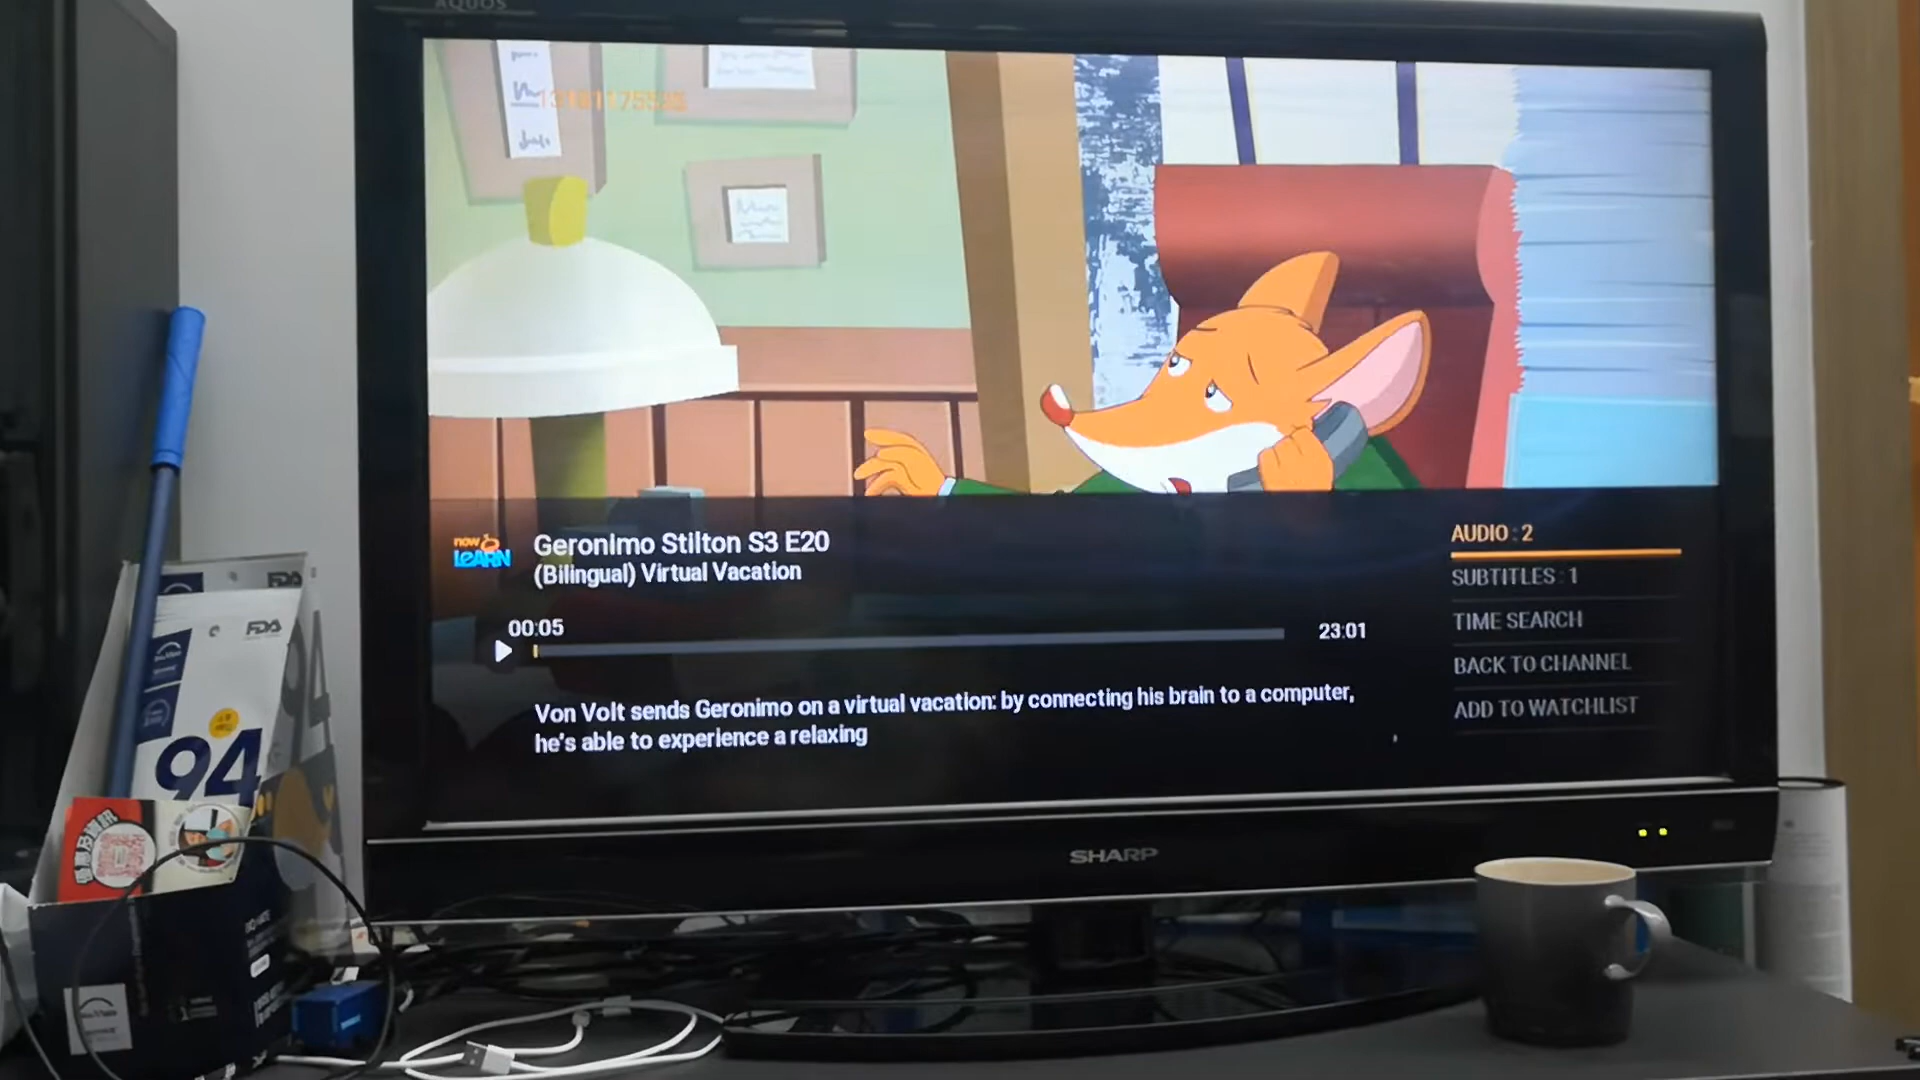 AQUOS
now
LEARN
Geronimo Stilton S3 E20
(Bilingual) Virtual Vacation
00:05
23:01
Von Volt sends Geronimo on a virtual vacation: by connecting his brain to a computer,
he's able to experience a relaxing
AUDIO : 2
SUBTITLES : 1
TIME SEARCH
BACK TO CHANNEL
ADD TO WATCHLIST
SHARP
FDA
FDA
94